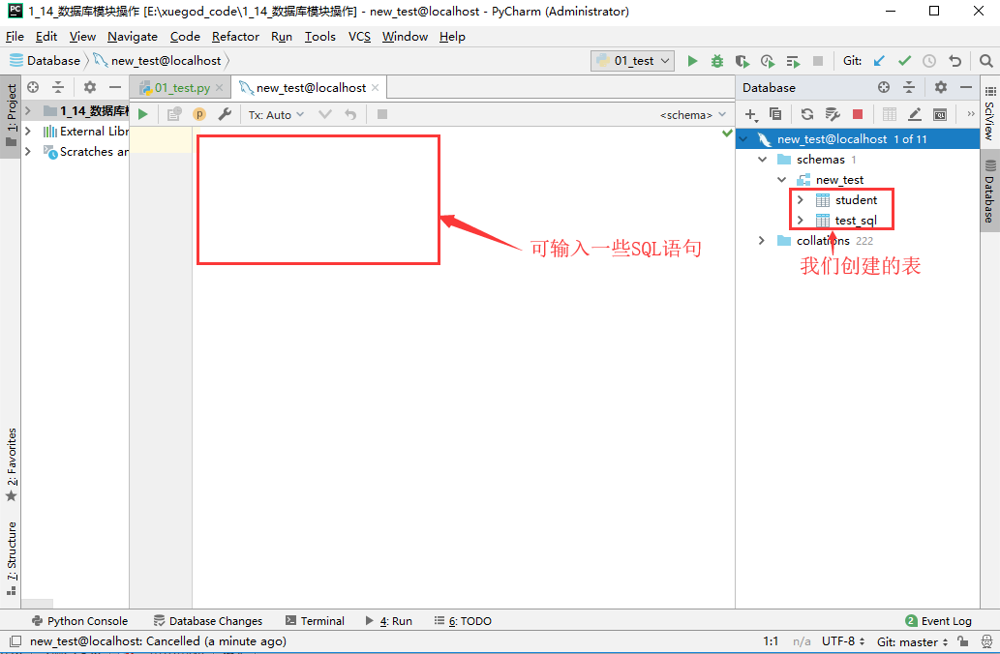 1_14_数据库模块操作 [E:\xuegod_code\1_14_数据库模块操作] - new_test@localhost - PyCharm (Administrator)
File Edit View Navigate Code Refactor Run Tools VCS Window Help
Database new_test@localhost 01_test Git:
01_test.py new_test@localhost Database
Tx: Auto <schema>
1: Project
1_14_数据库模
External Libr
Scratches an
new_test@localhost 1 of 11
schemas 1
new_test
student
test_sql
collations 222
可输入一些SQL语句
我们创建的表
SciView
Database
2: Favorites
7: Structure
Python Console Database Changes Terminal 4: Run 6: TODO 2 Event Log
new_test@localhost: Cancelled (a minute ago) 1:1 n/a UTF-8 Git: master